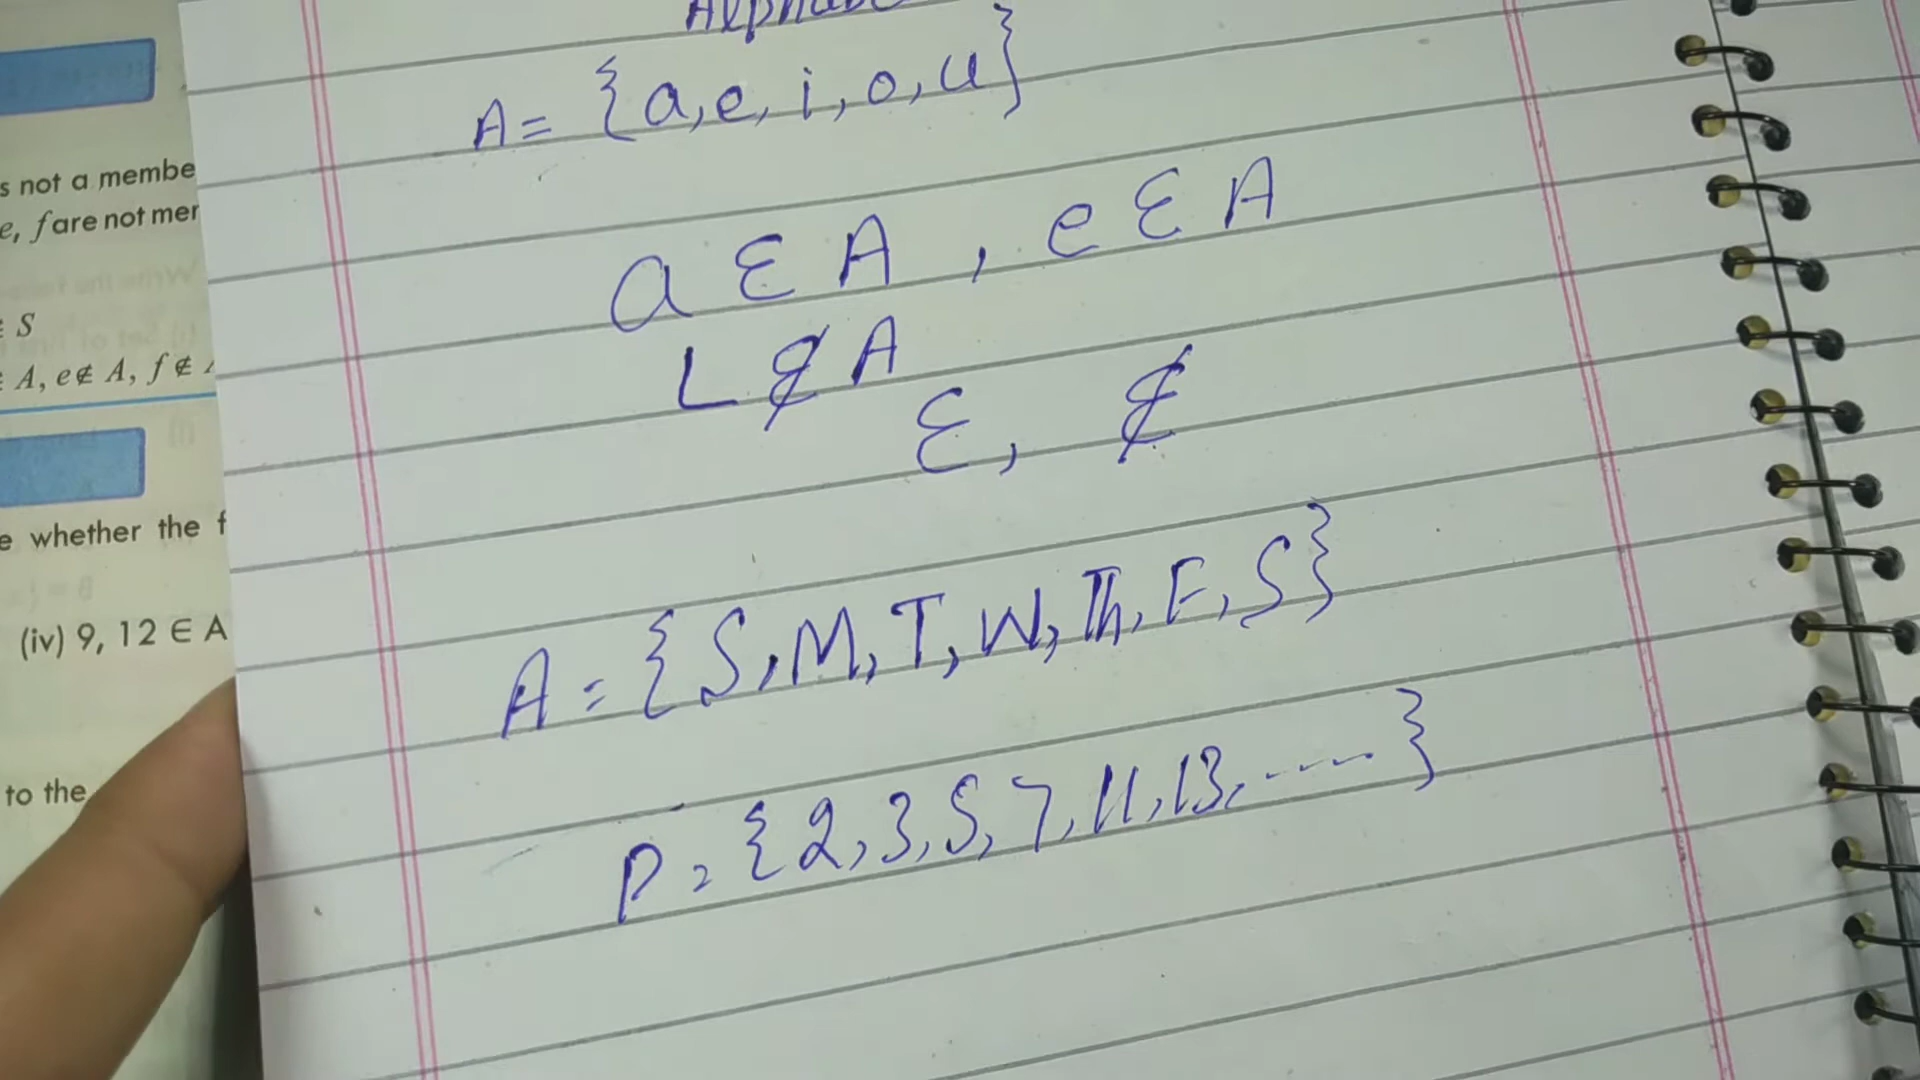 A = {a, e, i, o, u}
a ∈ A , e ∈ A
L ∉ A
∈, ∉
A = {S, M, T, W, Th, F, S}
P = {2, 3, 5, 7, 11, 13, ..... }
s not a membe
e, f are not mer
S
A, e ∉ A, f ∉
e whether the f
(iv) 9, 12 ∈ A
to the